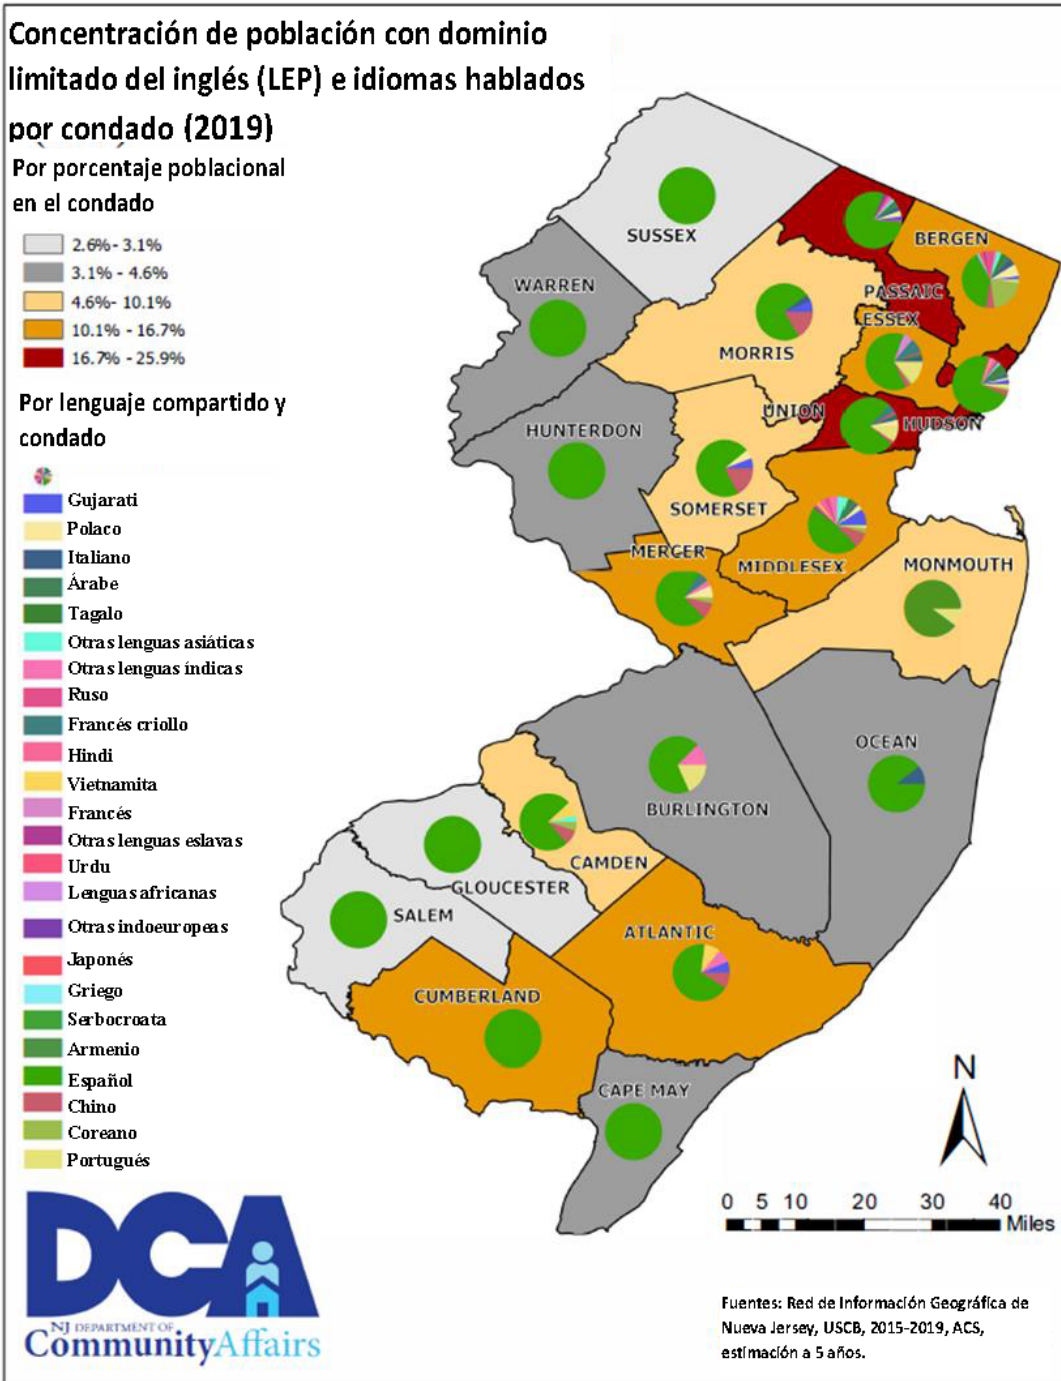 Concentración de población con dominio
limitado del inglés (LEP) e idiomas hablados
por condado (2019)
Por porcentaje poblacional
en el condado
2.6%- 3.1%
3.1% - 4.6%
4.6%- 10.1%
10.1% - 16.7%
16.7% - 25.9%
Por lenguaje compartido y
condado
Gujarati
Polaco
Italiano
Árabe
Tagalo
Otras lenguas asiáticas
Otras lenguas índicas
Ruso
Francés criollo
Hindi
Vietnamita
Francés
Otras lenguas eslavas
Urdu
Lenguas africanas
Otras indoeuropeas
Japonés
Griego
Serbocroata
Armenio
Español
Chino
Coreano
Portugués
SUSSEX
BERGEN
WARREN
PASSAIC
ESSEX
MORRIS
UNION
HUDSON
HUNTERDON
SOMERSET
MERCER
MIDDLESEX
MONMOUTH
OCEAN
BURLINGTON
CAMDEN
GLOUCESTER
SALEM
ATLANTIC
CUMBERLAND
CAPE MAY
N
0 5 10 20 30 40
Miles
DCA
NJ DEPARTMENT OF
CommunityAffairs
Fuentes: Red de Información Geográfica de
Nueva Jersey, USCB, 2015-2019, ACS,
estimación a 5 años.